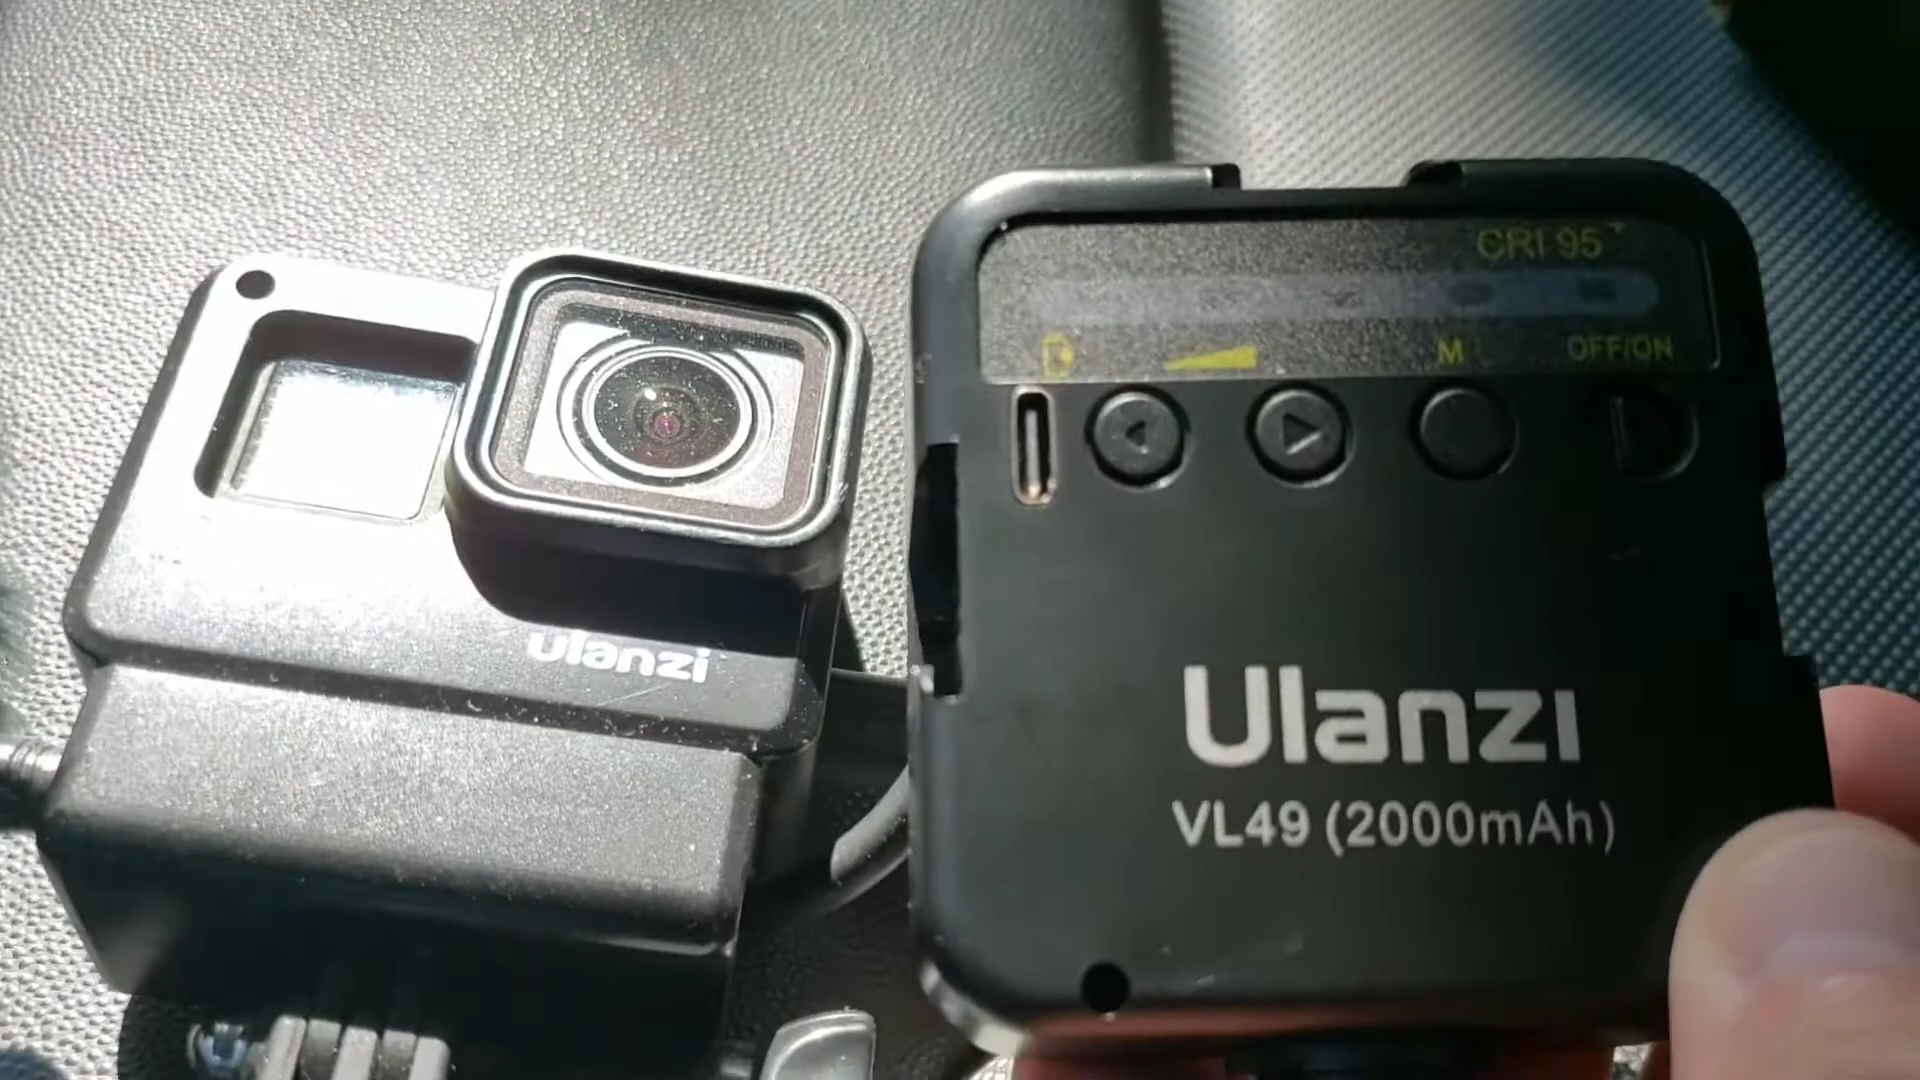 CRI 95+
M OFF/ON
ulanzi
Ulanzi
VL49 (2000mAh)